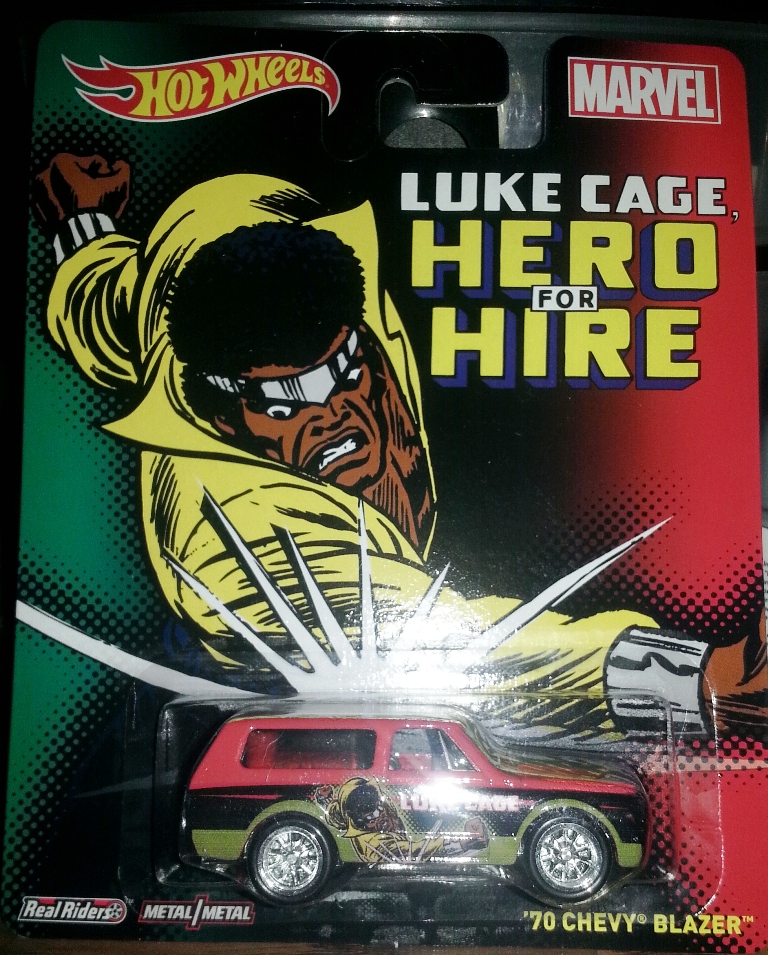 HOT WHEELS
MARVEL
LUKE CAGE,
HERO
FOR
HIRE
LUKE CAGE
Real Riders
METAL/METAL
'70 CHEVY® BLAZER™